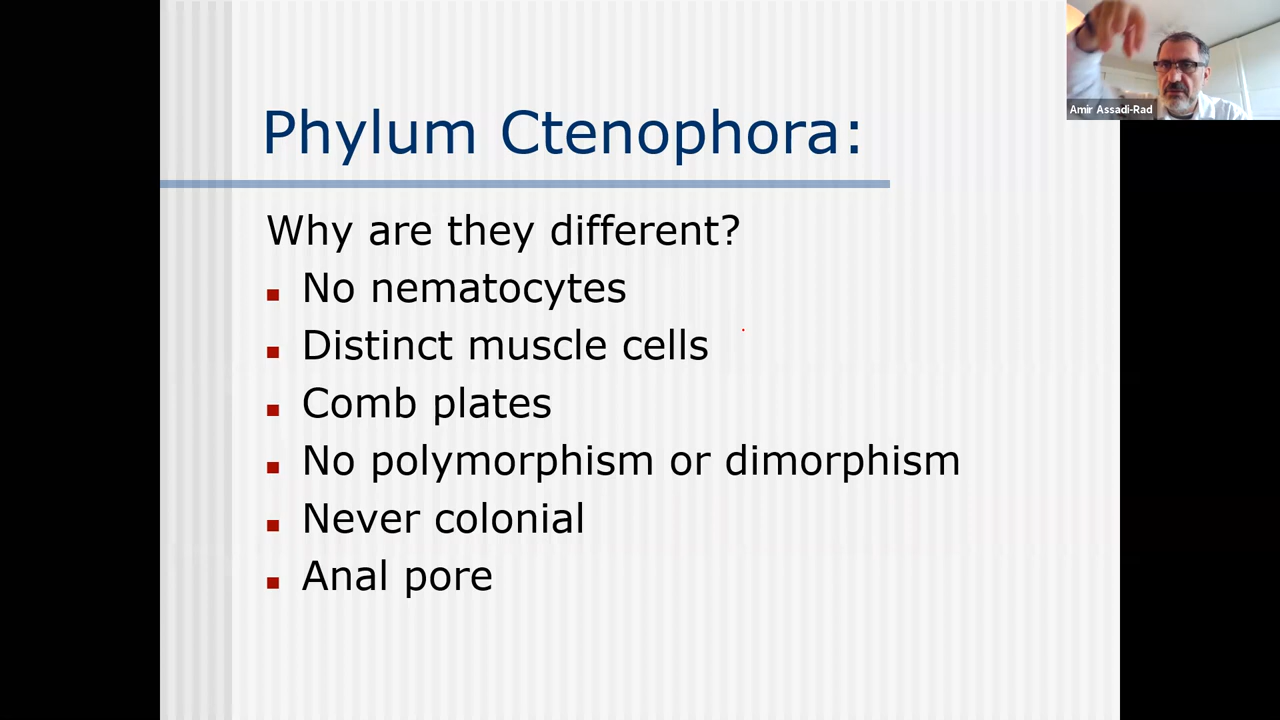 Phylum Ctenophora:
Why are they different?
No nematocytes
Distinct muscle cells
Comb plates
No polymorphism or dimorphism
Never colonial
Anal pore
Amir Assadi-Rad